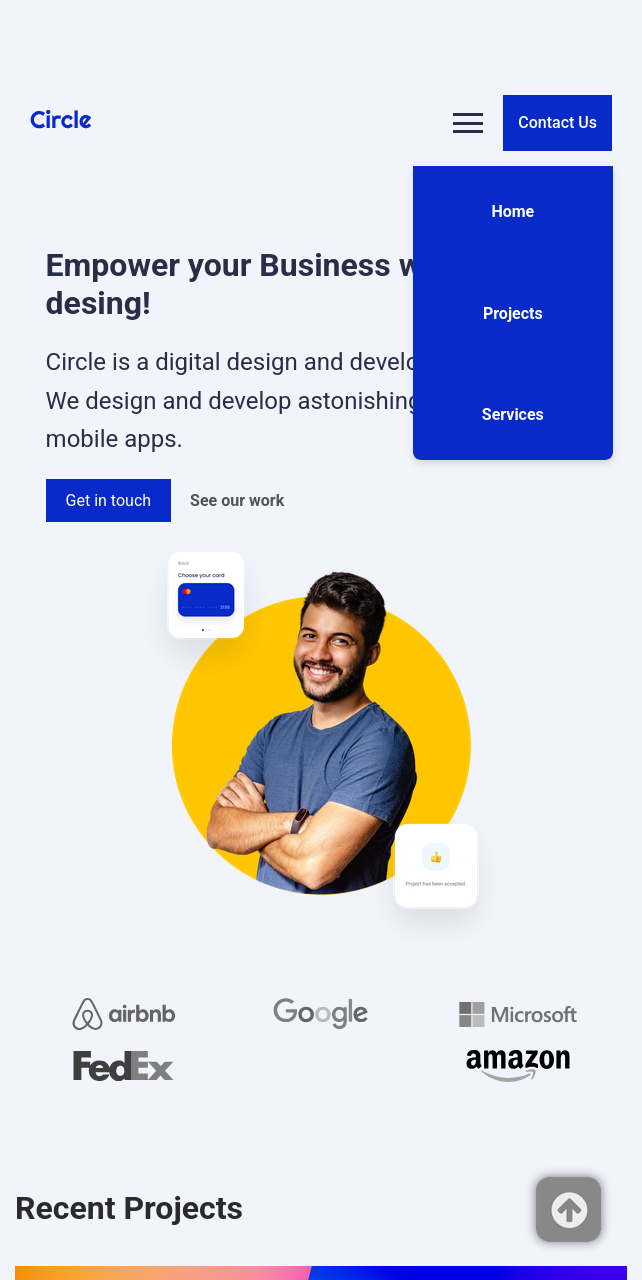 Circle
Contact Us
Home
Projects
Services
Empower your Business
desing!
Circle is a digital design and
We design and develop astonishing
mobile apps.
Get in touch
See our work
Choose your card
Project has been accepted.
airbnb
Google
Microsoft
FedEx
amazon
Recent Projects